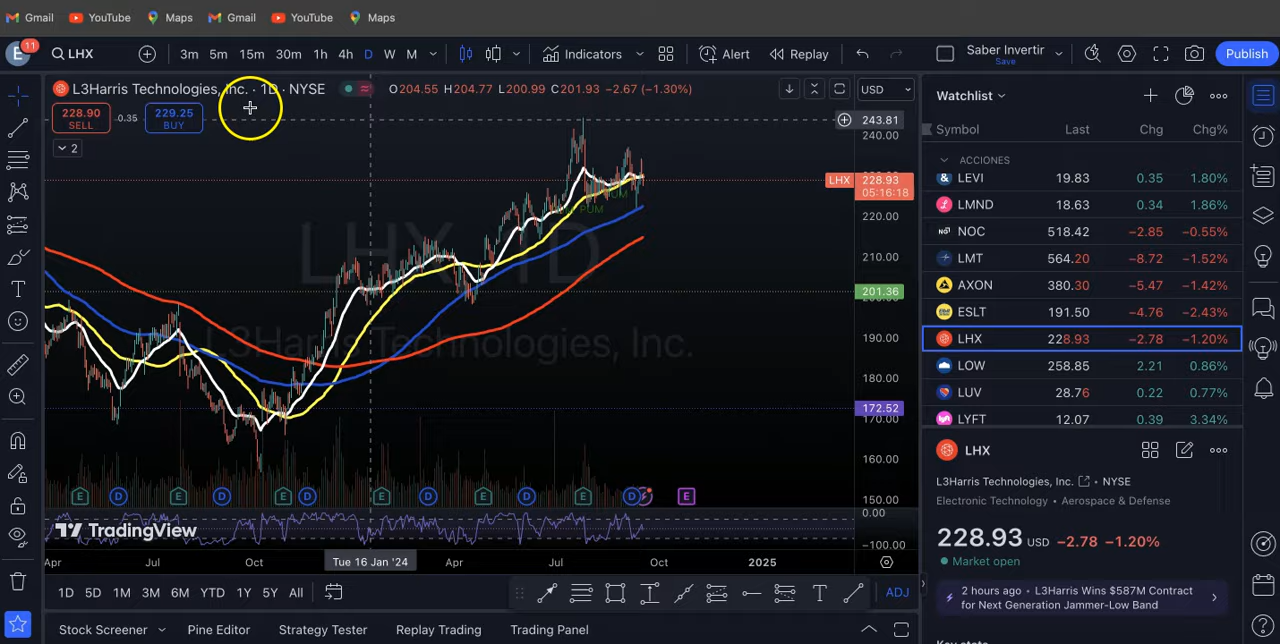 Gmail YouTube Maps Gmail YouTube Maps
E 11 LHX 3m 5m 15m 30m 1h 4h D W M Indicators Alert Replay Saber Invertir Save Publish
L3Harris Technologies, Inc. · 1D · NYSE O204.55 H204.77 L200.99 C201.93 −2.67 (−1.30%) USD
228.90 SELL 0.35 229.25 BUY
2
243.81
240.00
LHX 228.93
05:16:18
220.00
210.00
201.36
190.00
180.00
172.52
170.00
160.00
150.00
0.00
−100.00
LHX 1D
L3Harris Technologies, Inc.
PUM
E D E D E D E D E D E D E
TradingView
Apr Jul Oct Tue 16 Jan '24 Apr Jul Oct 2025
1D 5D 1M 3M 6M YTD 1Y 5Y All ADJ
Stock Screener Pine Editor Strategy Tester Replay Trading Trading Panel
Watchlist
Symbol Last Chg Chg%
ACCIONES
LEVI 19.83 0.35 1.80%
LMND 18.63 0.34 1.86%
NOC 518.42 −2.85 −0.55%
LMT 564.20 −8.72 −1.52%
AXON 380.30 −5.47 −1.42%
ESLT 191.50 −4.76 −2.43%
LHX 228.93 −2.78 −1.20%
LOW 258.85 2.21 0.86%
LUV 28.76 0.22 0.77%
LYFT 12.07 0.39 3.34%
LHX
L3Harris Technologies, Inc. • NYSE
Electronic Technology • Aerospace & Defense
228.93 USD −2.78 −1.20%
Market open
2 hours ago • L3Harris Wins $587M Contract
for Next Generation Jammer-Low Band